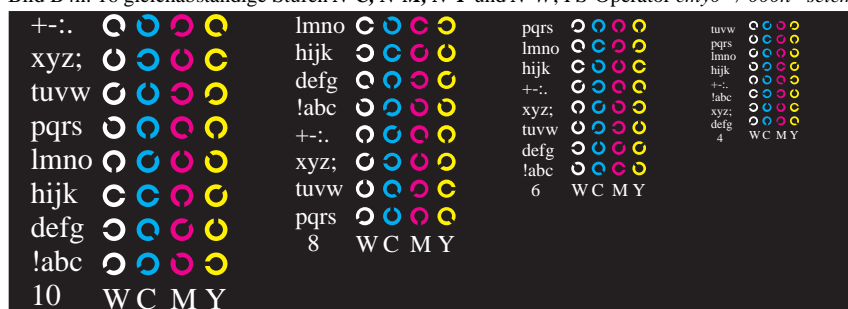 +-:.
xyz;
tuvw
pqrs
lmno
hijk
defg
!abc
10 W C M Y
lmno
hijk
defg
!abc
+-:.
xyz;
tuvw
pqrs
8 W C M Y
pqrs
lmno
hijk
+-:.
xyz;
tuvw
defg
!abc
6 W C M Y
tuvw
pqrs
lmno
hijk
+-:.
!abc
xyz;
defg
4 W C M Y